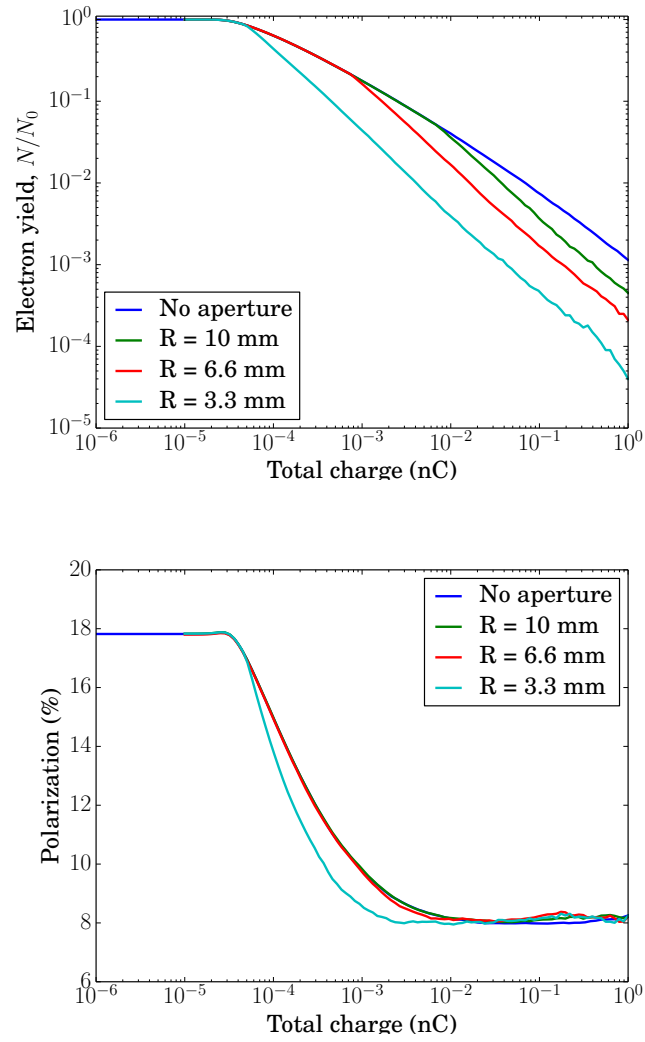 10^0
10^-1
10^-2
10^-3
10^-4
10^-5
Electron yield, N/N_0
No aperture
R = 10 mm
R = 6.6 mm
R = 3.3 mm
10^-6 10^-5 10^-4 10^-3 10^-2 10^-1 10^0
Total charge (nC)
20
18
16
14
12
10
8
6
Polarization (%)
No aperture
R = 10 mm
R = 6.6 mm
R = 3.3 mm
10^-6 10^-5 10^-4 10^-3 10^-2 10^-1 10^0
Total charge (nC)